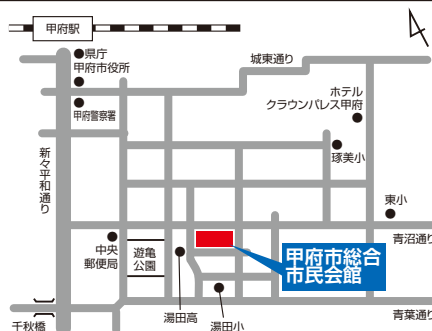 甲府駅
県庁
甲府市役所
甲府警察署
城東通り
ホテル
クラウンパレス甲府
琢美小
新々平和通り
東小
中央
郵便局
遊亀
公園
青沼通り
甲府市総合
市民会館
湯田高
湯田小
千秋橋
青葉通り